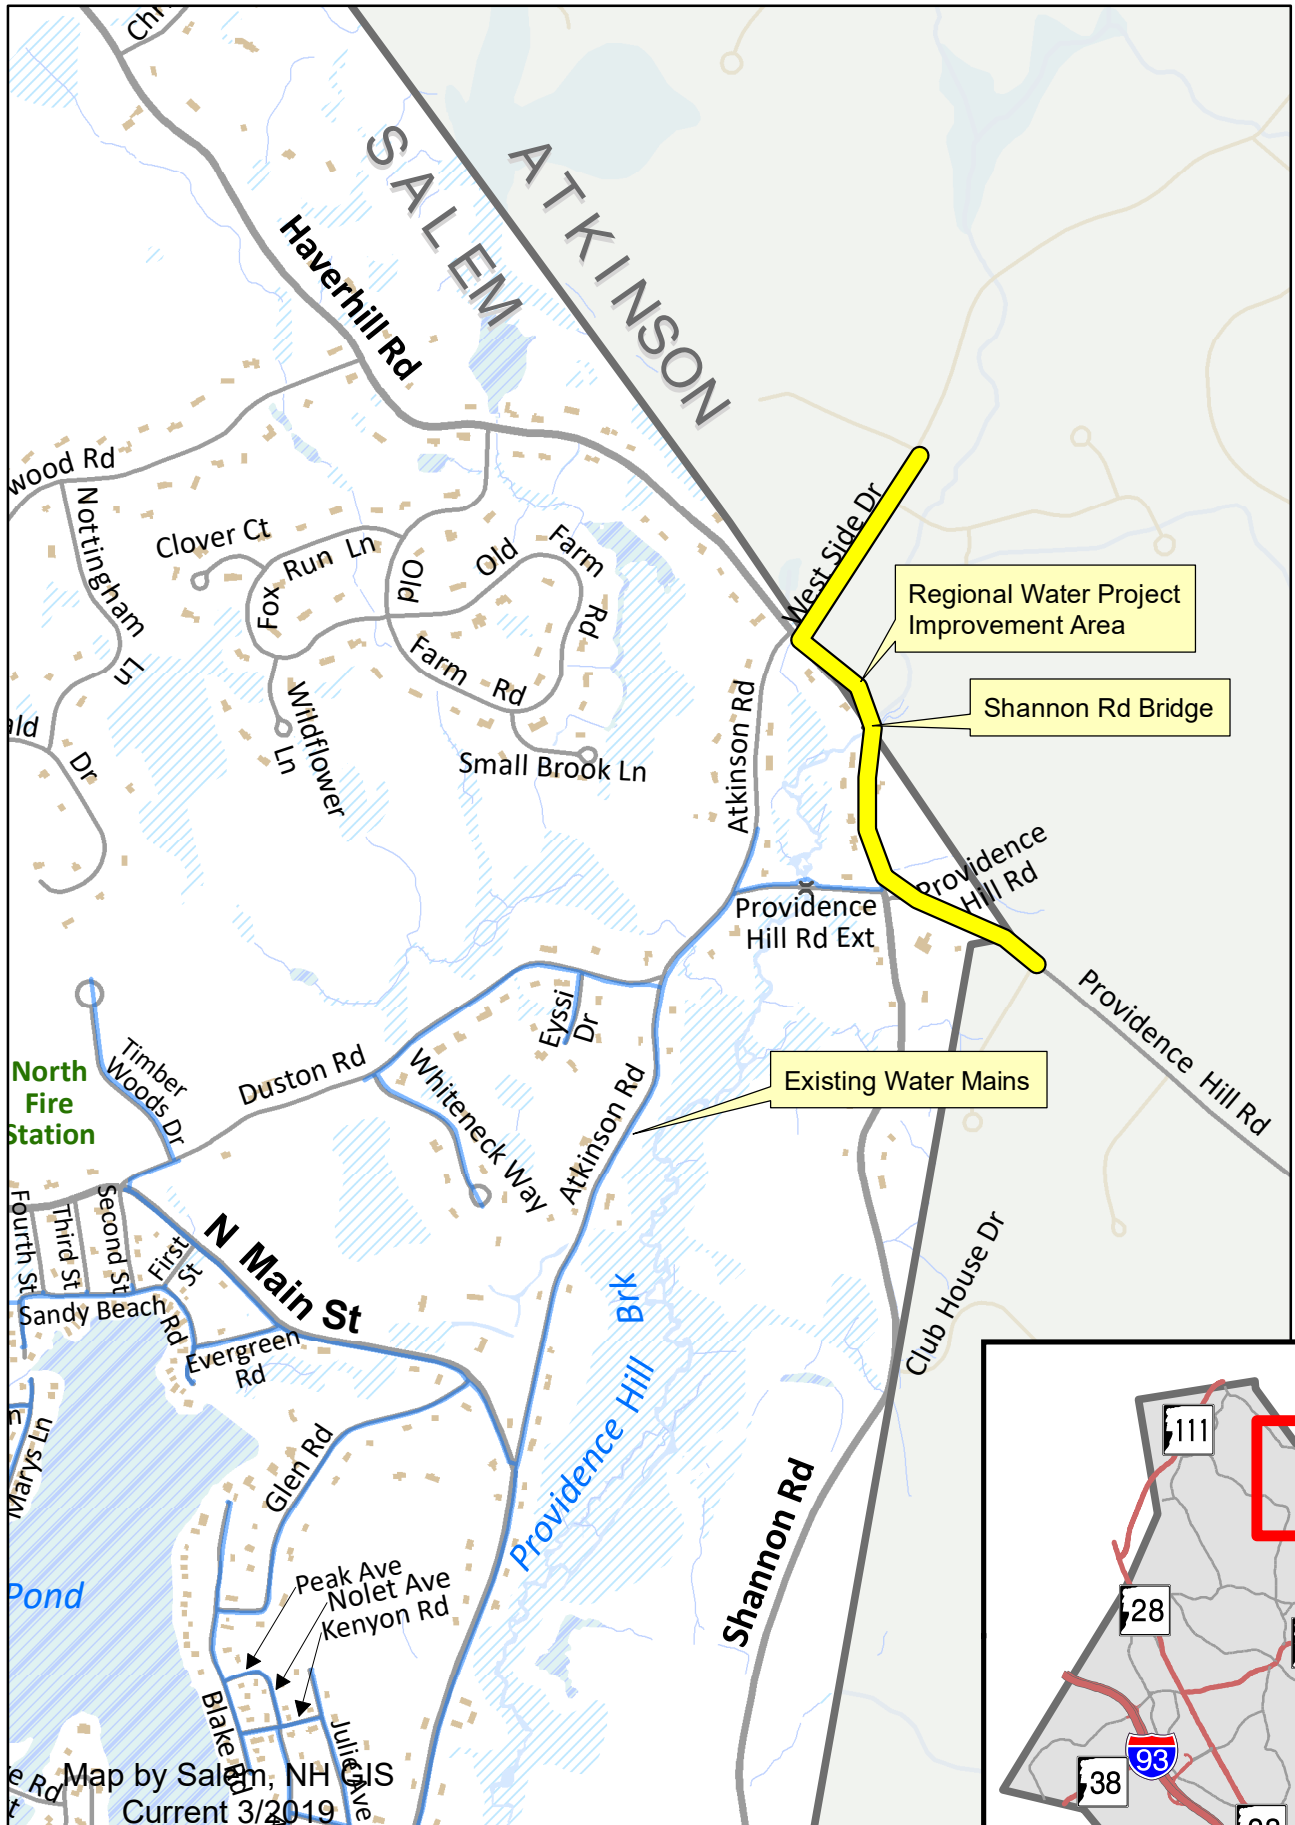 SALEM
ATKINSON
Haverhill Rd
wood Rd
Nottingham
Ln
Clover Ct
Fox
Run Ln
Old
Farm
Rd
Old
Farm
Rd
Wildflower
Ln
Small Brook Ln
ald
Dr
West Side Dr
Regional Water Project
Improvement Area
Shannon Rd Bridge
Atkinson Rd
Providence
Hill Rd
Providence
Hill Rd Ext
Providence Hill Rd
Eyssi
Dr
Timber
Woods Dr
North
Fire
Station
Duston Rd
Whiteneck Way
Existing Water Mains
Atkinson Rd
Fourth St
Third St
Second St
First
St
N Main St
Sandy Beach
Rd
Evergreen
Rd
Providence Hill Brk
Club House Dr
Marys Ln
n
Glen Rd
Shannon Rd
Pond
Peak Ave
Nolet Ave
Kenyon Rd
Blake Rd
Julie Ave
e Rd
t
Map by Salem, NH GIS
Current 3/2019
111
28
93
38